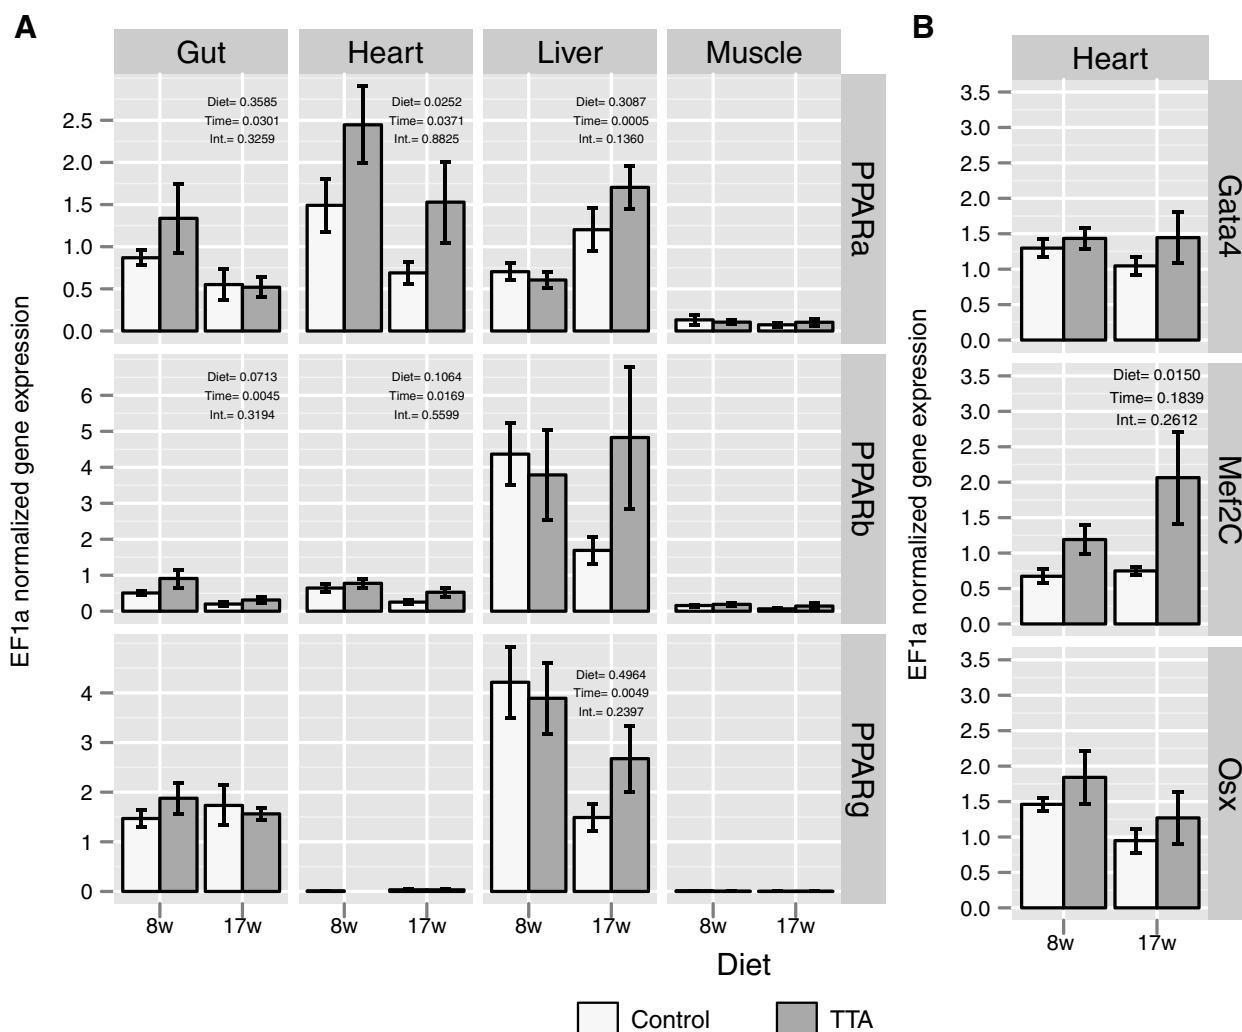 A
B
Gut Heart Liver Muscle
Heart
EF1a normalized gene expression
2.5
2.0
1.5
1.0
0.5
0.0
Diet= 0.3585
Time= 0.0301
Int.= 0.3259
Diet= 0.0252
Time= 0.0371
Int.= 0.8825
Diet= 0.3087
Time= 0.0005
Int.= 0.1360
PPARa
6
5
4
3
2
1
0
Diet= 0.0713
Time= 0.0045
Int.= 0.3194
Diet= 0.1064
Time= 0.0169
Int.= 0.5599
PPARb
4
3
2
1
0
Diet= 0.4964
Time= 0.0049
Int.= 0.2397
PPARg
8w 17w 8w 17w 8w 17w 8w 17w
Diet
Control TTA
EF1a normalized gene expression
3.5
3.0
2.5
2.0
1.5
1.0
0.5
0.0
Gata4
3.5
3.0
2.5
2.0
1.5
1.0
0.5
0.0
Diet= 0.0150
Time= 0.1839
Int.= 0.2612
Mef2C
3.5
3.0
2.5
2.0
1.5
1.0
0.5
0.0
Osx
8w 17w